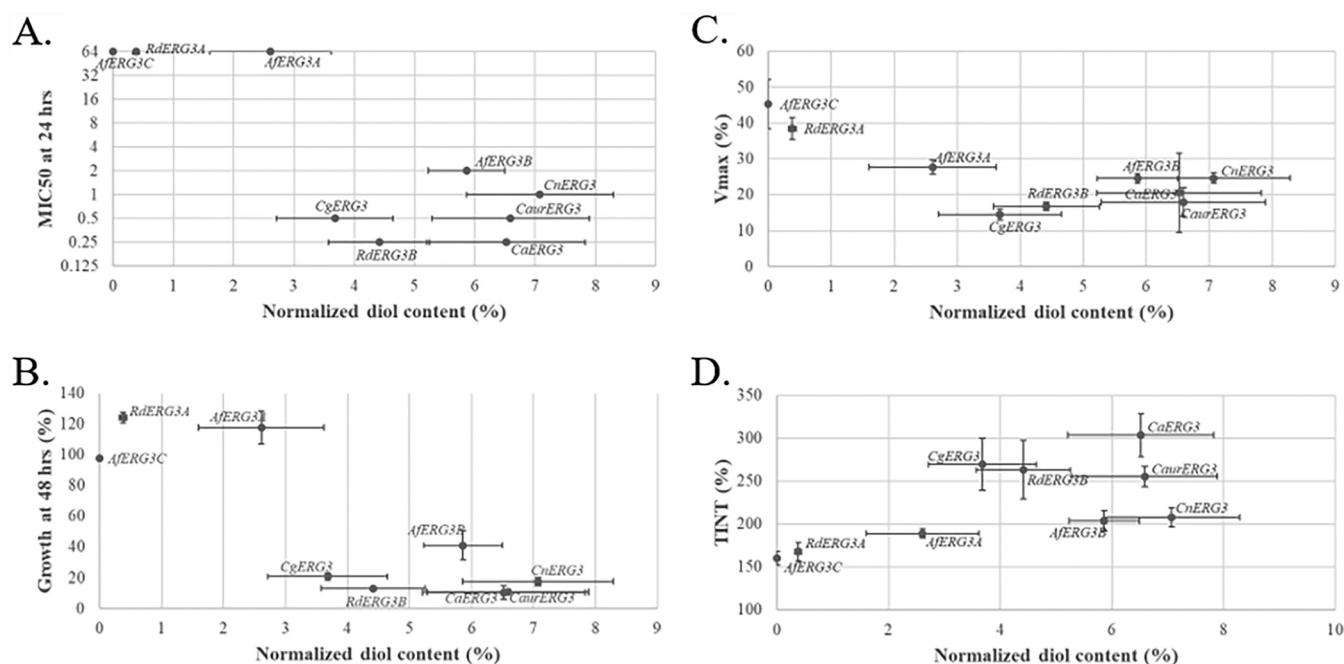 A.
64
32
16
8
4
2
1
0.5
0.25
0.125
MIC50 at 24 hrs
RdERG3A
AfERG3C
AfERG3A
AfERG3B
CnERG3
CgERG3
CaurERG3
RdERG3B
CaERG3
0 1 2 3 4 5 6 7 8 9
Normalized diol content (%)
C.
60
50
40
30
20
10
0
Vmax (%)
AfERG3C
RdERG3A
AfERG3A
AfERG3B
CnERG3
RdERG3B
CaERG3
CgERG3
CaurERG3
0 1 2 3 4 5 6 7 8 9
Normalized diol content (%)
B.
140
120
100
80
60
40
20
0
Growth at 48 hrs (%)
RdERG3A
AfERG3A
AfERG3C
AfERG3B
CgERG3
CnERG3
RdERG3B
CaERG3
CaurERG3
0 1 2 3 4 5 6 7 8 9
Normalized diol content (%)
D.
350
300
250
200
150
100
TINT (%)
CaERG3
CgERG3
CaurERG3
RdERG3B
CnERG3
AfERG3B
RdERG3A
AfERG3A
AfERG3C
0 2 4 6 8 10
Normalized diol content (%)